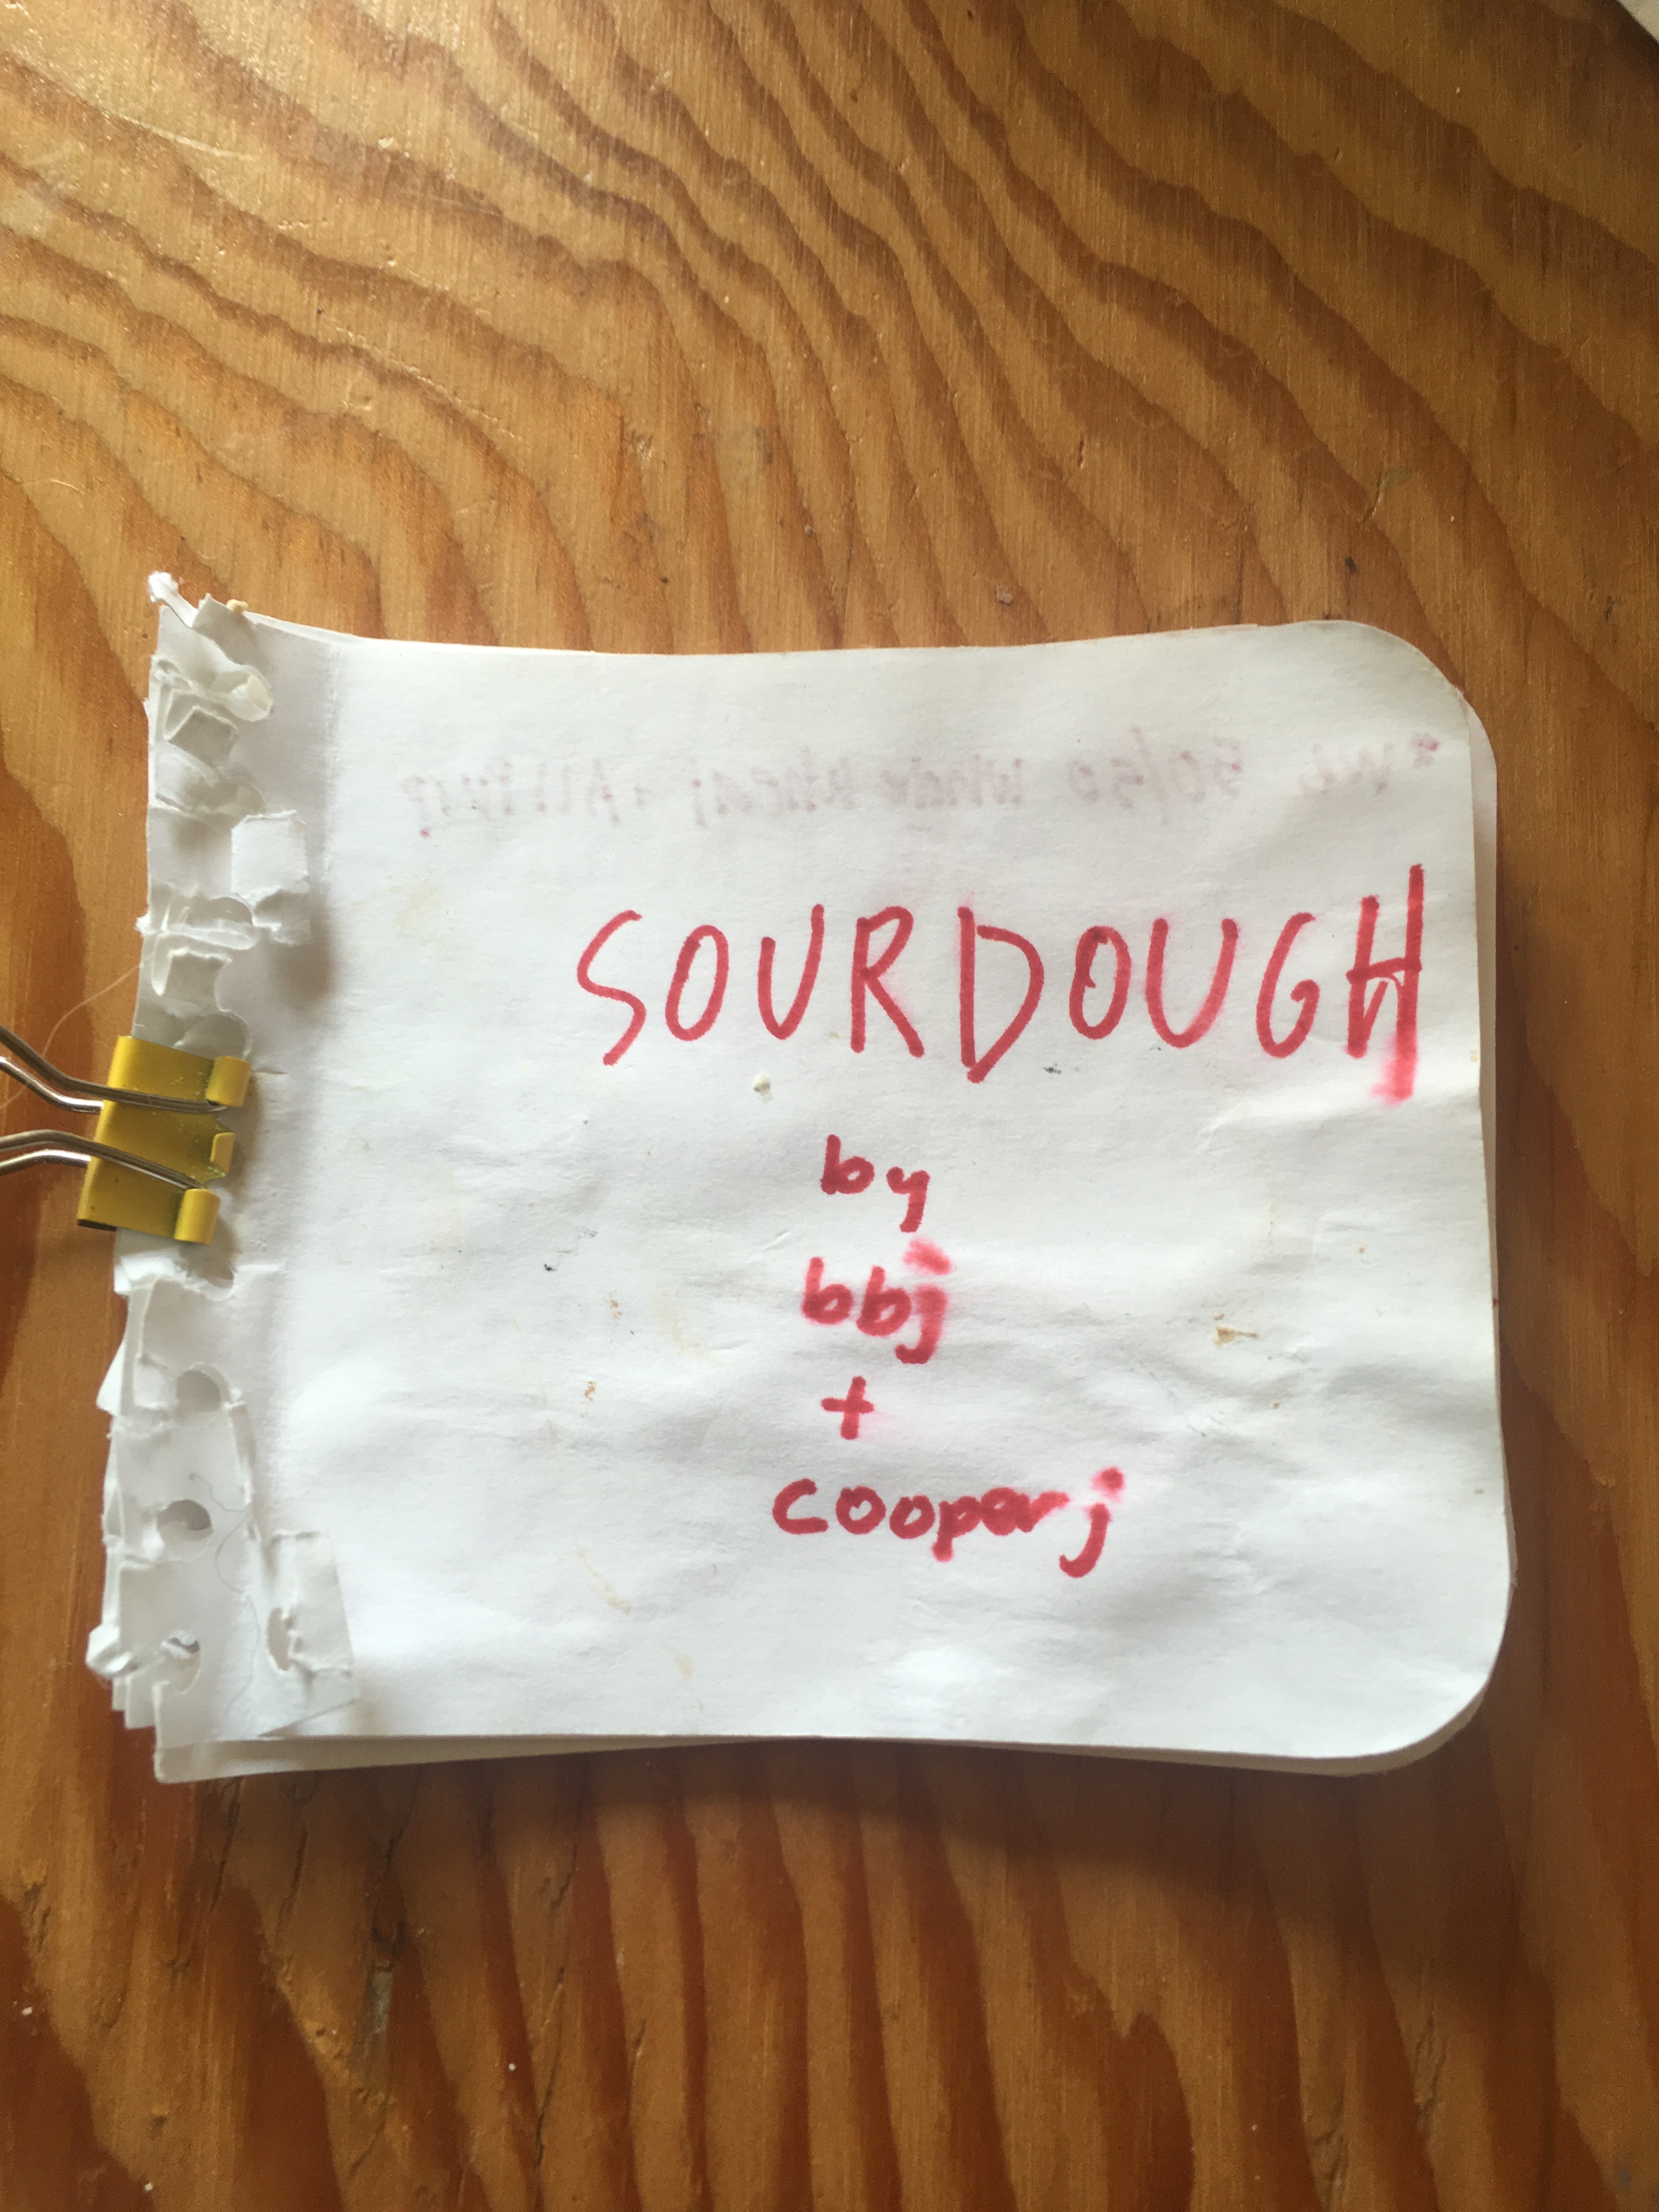 SOURDOUGH
by
bbj
+
cooperj